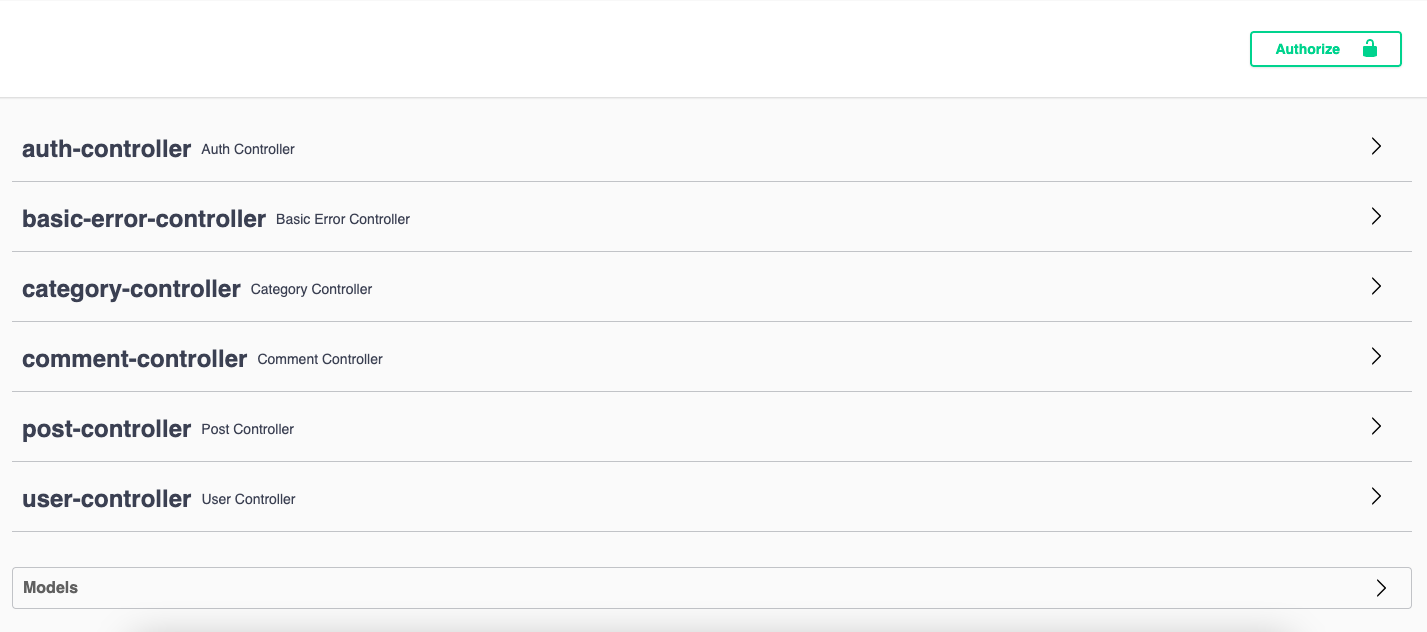 Authorize
auth-controller Auth Controller
basic-error-controller Basic Error Controller
category-controller Category Controller
comment-controller Comment Controller
post-controller Post Controller
user-controller User Controller
Models